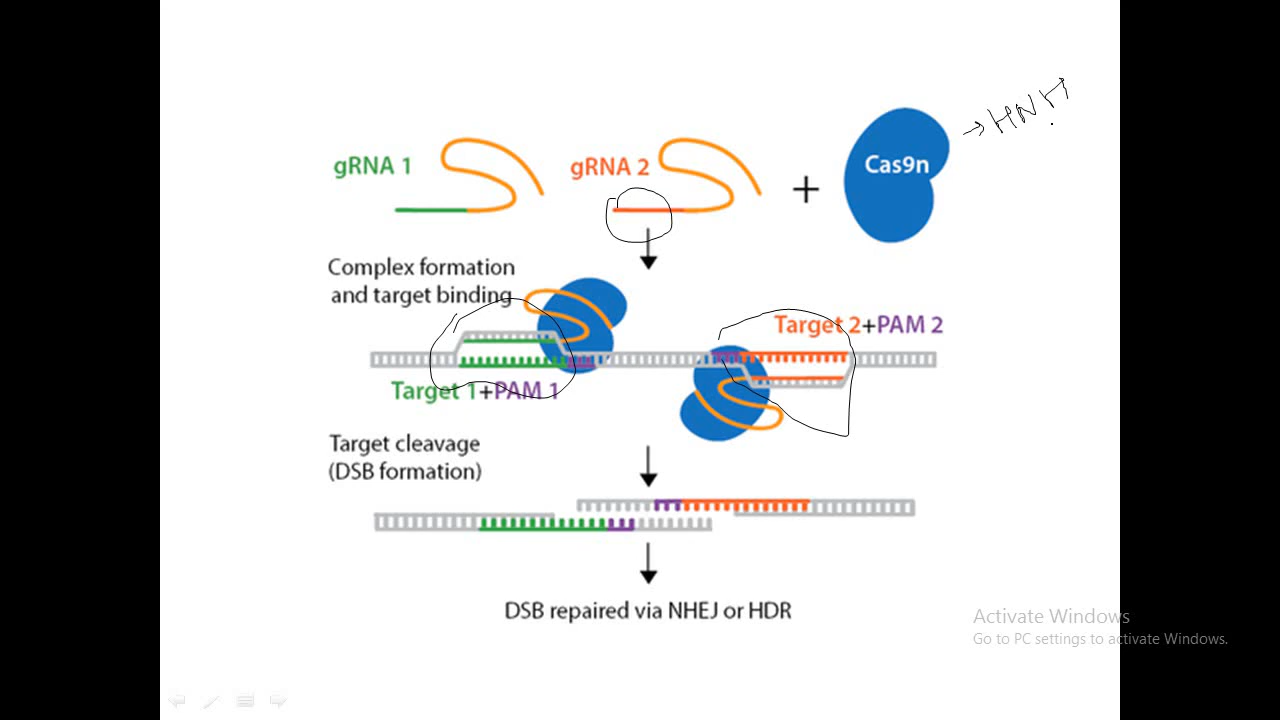 → HNH
gRNA 1
gRNA 2
+
Cas9n
Complex formation
and target binding
Target 2+PAM 2
Target 1+PAM 1
Target cleavage
(DSB formation)
DSB repaired via NHEJ or HDR
Activate Windows
Go to PC settings to activate Windows.